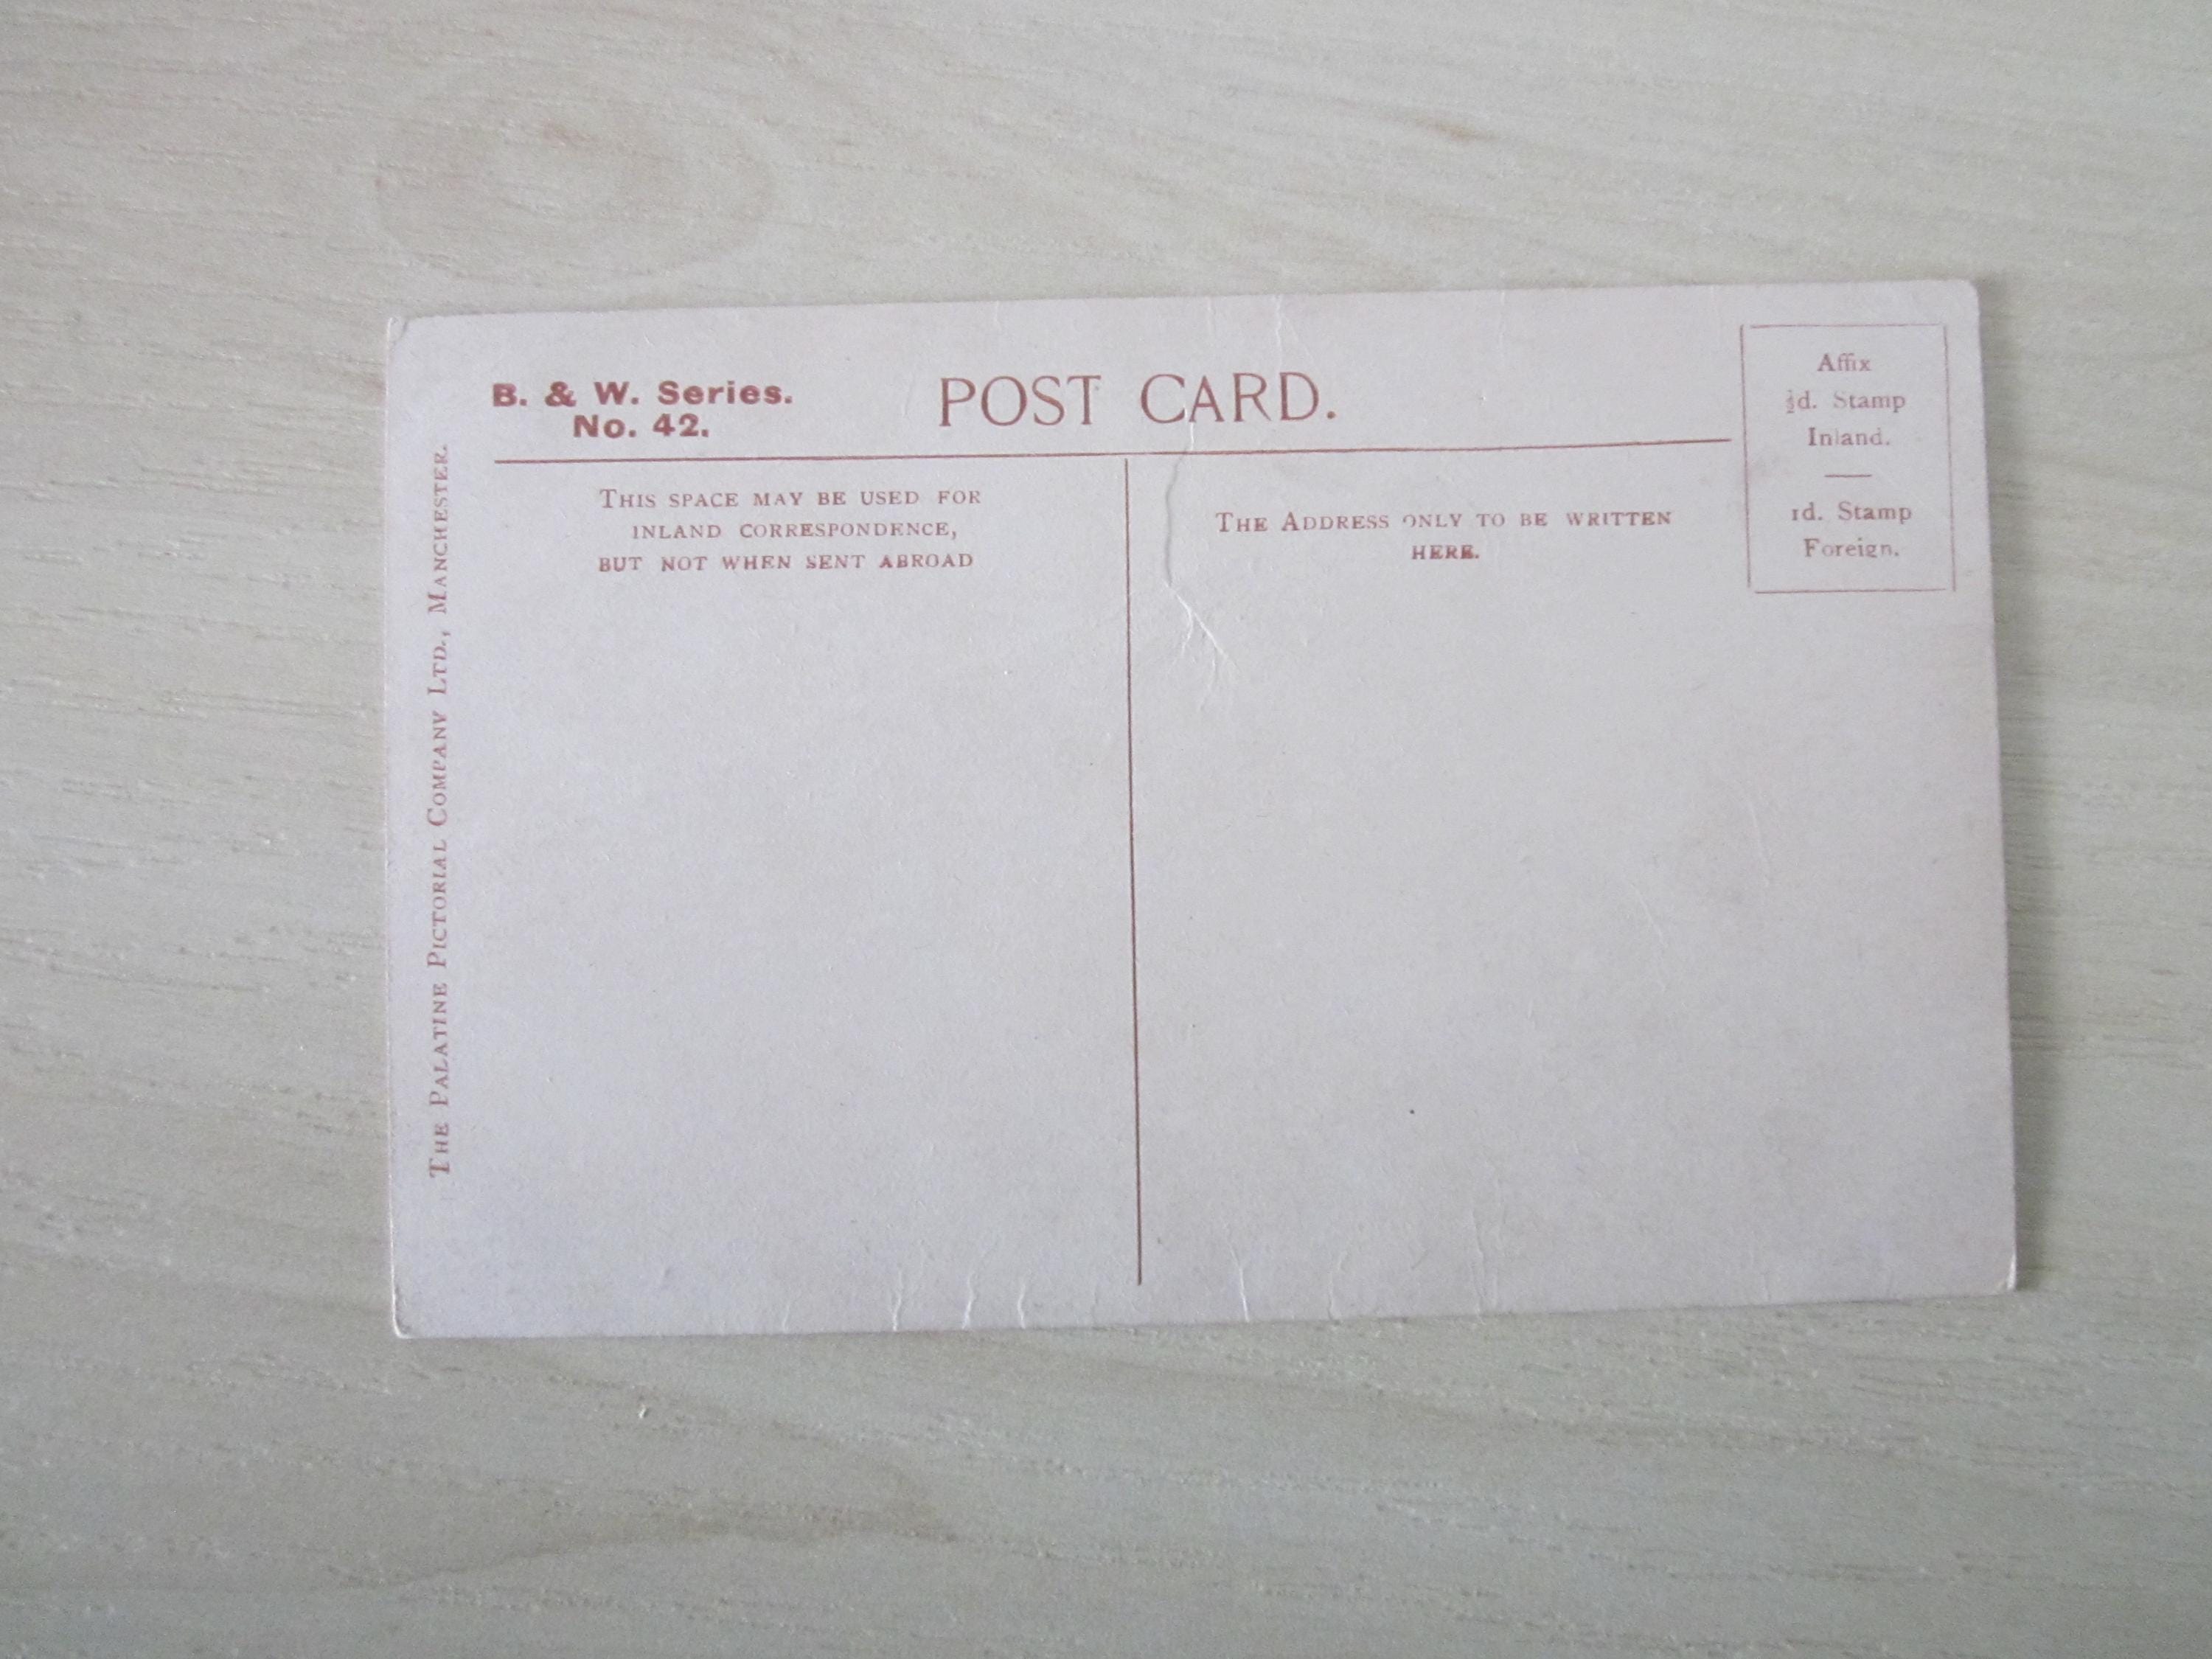 B. & W. Series.
No. 42.
POST CARD.
Affix
½d. Stamp
Inland.
1d. Stamp
Foreign.
THIS SPACE MAY BE USED FOR
INLAND CORRESPONDENCE,
BUT NOT WHEN SENT ABROAD
THE ADDRESS ONLY TO BE WRITTEN
HERE.
THE PALATINE PICTORIAL COMPANY LTD., MANCHESTER.